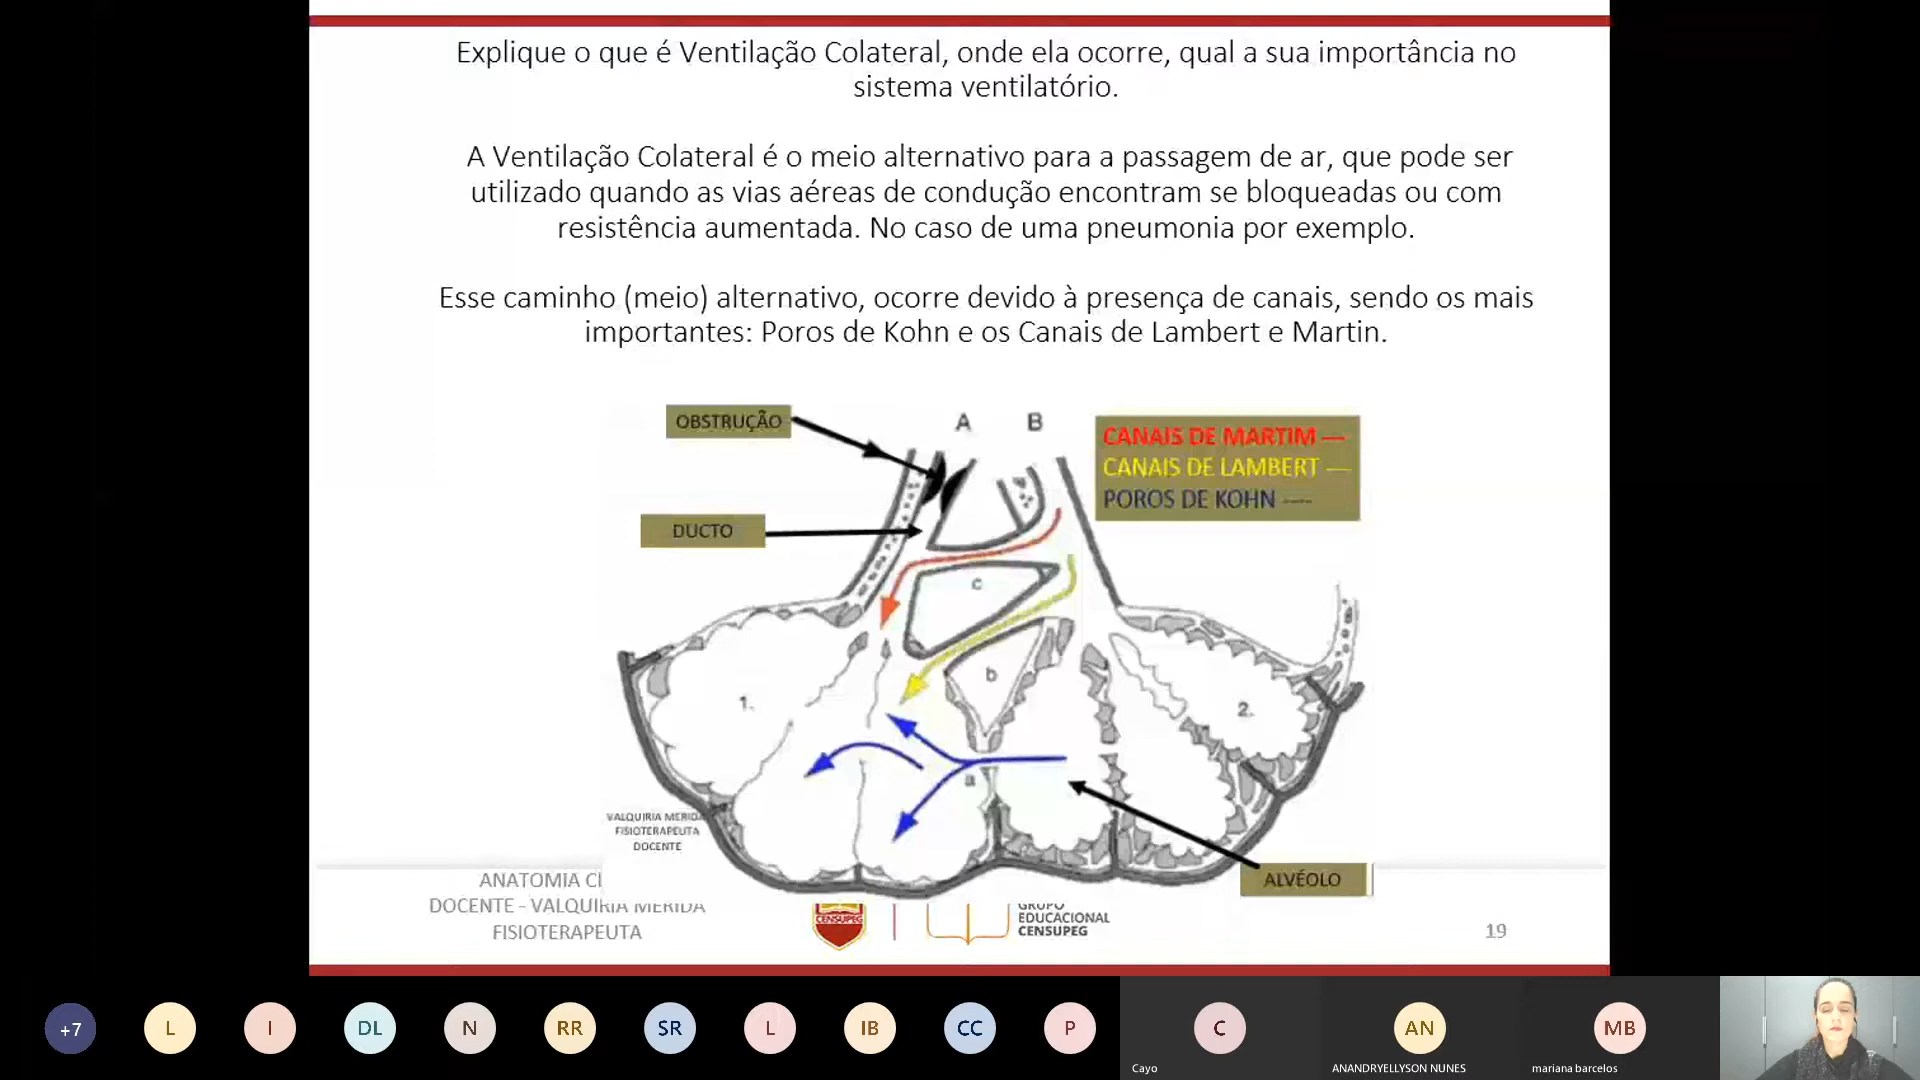 Explique o que é Ventilação Colateral, onde ela ocorre, qual a sua importância no
sistema ventilatório.
A Ventilação Colateral é o meio alternativo para a passagem de ar, que pode ser
utilizado quando as vias aéreas de condução encontram se bloqueadas ou com
resistência aumentada. No caso de uma pneumonia por exemplo.
Esse caminho (meio) alternativo, ocorre devido à presença de canais, sendo os mais
importantes: Poros de Kohn e os Canais de Lambert e Martin.
OBSTRUÇÃO
A B
CANAIS DE MARTIM —
CANAIS DE LAMBERT —
POROS DE KOHN —
DUCTO
c
b
1.
2.
a
VALQUIRIA MERIDA
FISIOTERAPEUTA
DOCENTE
ALVÉOLO
ANATOMIA
DOCENTE - VALQUIRIA MERIDA
FISIOTERAPEUTA
CENSUPEG
GRUPO
EDUCACIONAL
CENSUPEG
19
+7 L I DL N RR SR L IB CC P C AN MB
Cayo
ANANDRYELLYSON NUNES
mariana barcelos